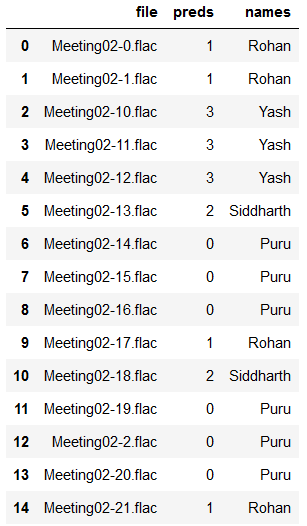 file preds names
0 Meeting02-0.flac 1 Rohan
1 Meeting02-1.flac 1 Rohan
2 Meeting02-10.flac 3 Yash
3 Meeting02-11.flac 3 Yash
4 Meeting02-12.flac 3 Yash
5 Meeting02-13.flac 2 Siddharth
6 Meeting02-14.flac 0 Puru
7 Meeting02-15.flac 0 Puru
8 Meeting02-16.flac 0 Puru
9 Meeting02-17.flac 1 Rohan
10 Meeting02-18.flac 2 Siddharth
11 Meeting02-19.flac 0 Puru
12 Meeting02-2.flac 0 Puru
13 Meeting02-20.flac 0 Puru
14 Meeting02-21.flac 1 Rohan